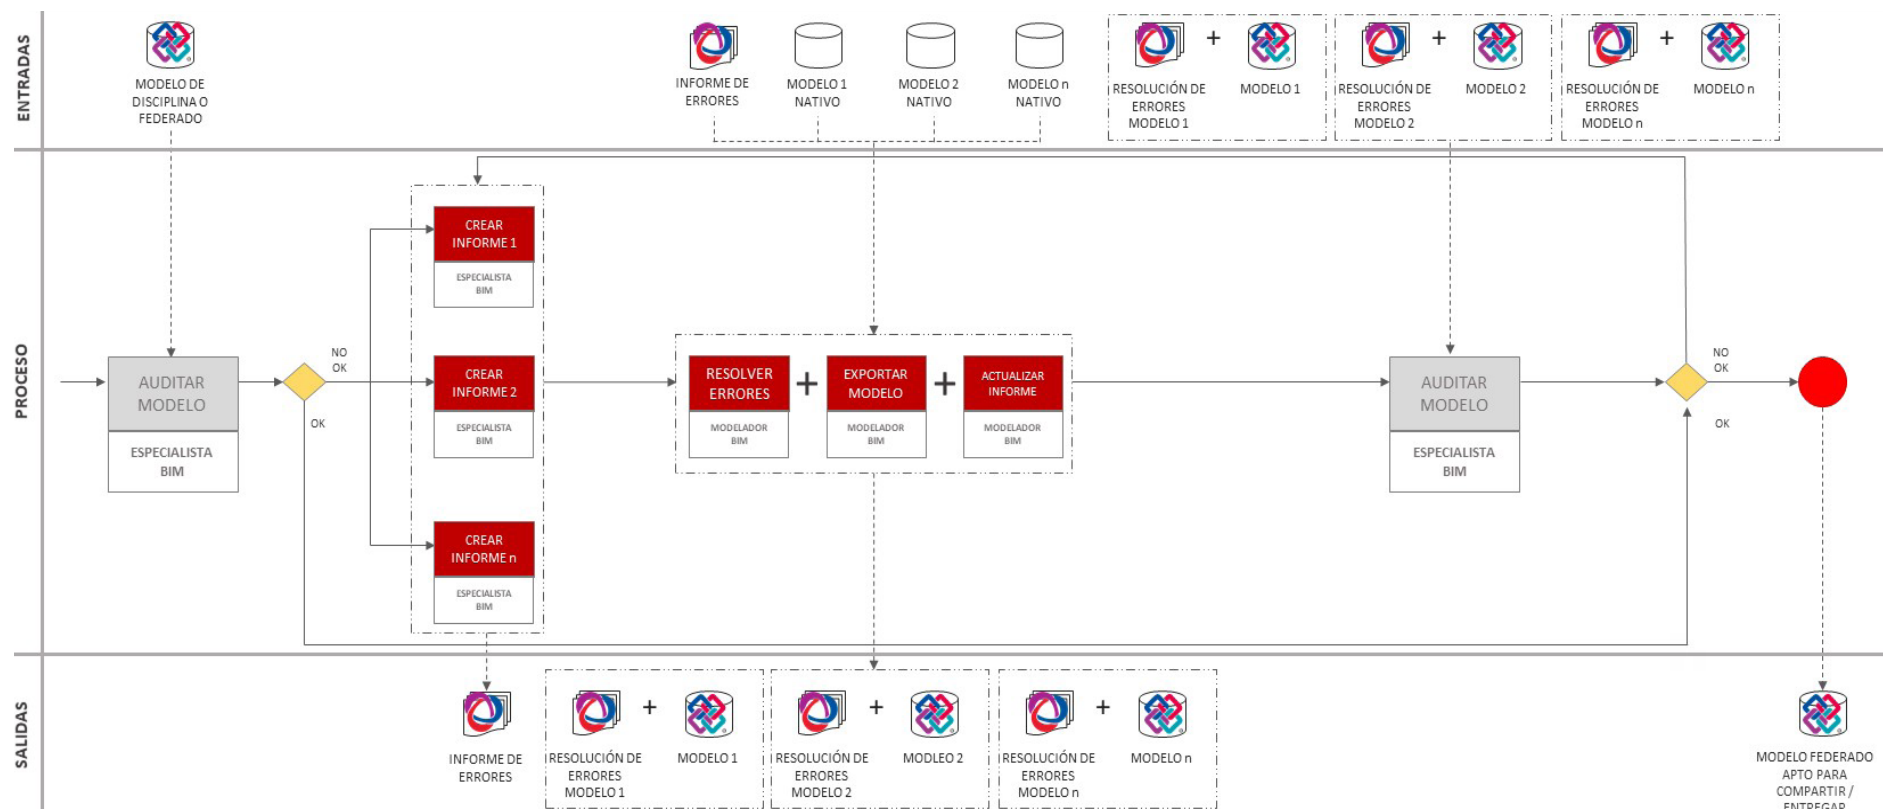 ENTRADAS
MODELO DE
DISCIPLINA O
FEDERADO
INFORME DE
ERRORES
MODELO 1
NATIVO
MODELO 2
NATIVO
MODELO n
NATIVO
+
RESOLUCIÓN DE
ERRORES
MODELO 1
MODELO 1
+
RESOLUCIÓN DE
ERRORES
MODELO 2
MODELO 2
+
RESOLUCIÓN DE
ERRORES
MODELO n
MODELO n
PROCESO
AUDITAR
MODELO
ESPECIALISTA
BIM
NO
OK
OK
CREAR
INFORME 1
ESPECIALISTA
BIM
CREAR
INFORME 2
ESPECIALISTA
BIM
CREAR
INFORME n
ESPECIALISTA
BIM
RESOLVER
ERRORES
MODELADOR
BIM
+
EXPORTAR
MODELO
MODELADOR
BIM
+
ACTUALIZAR
INFORME
MODELADOR
BIM
AUDITAR
MODELO
ESPECIALISTA
BIM
NO
OK
OK
SALIDAS
INFORME DE
ERRORES
+
RESOLUCIÓN DE
ERRORES
MODELO 1
MODELO 1
+
RESOLUCIÓN DE
ERRORES
MODELO 2
MODLEO 2
+
RESOLUCIÓN DE
ERRORES
MODELO n
MODELO n
MODELO FEDERADO
APTO PARA
COMPARTIR /
ENTREGAR